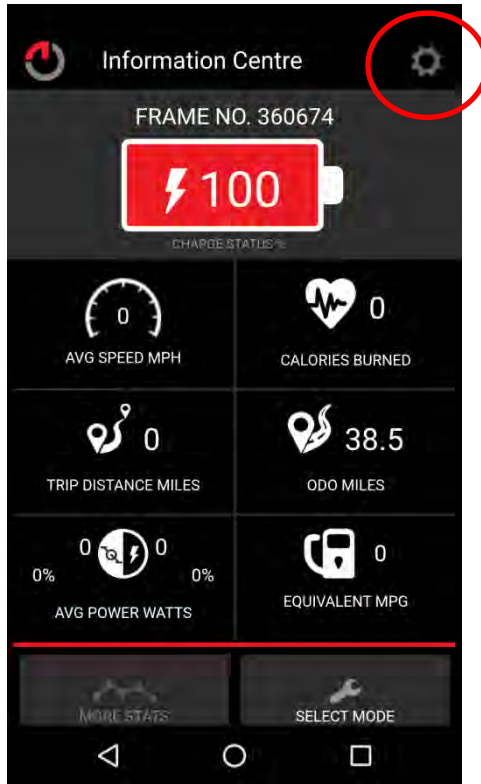 Information Centre
FRAME NO. 360674
100
CHARGE STATUS %
0
AVG SPEED MPH
0
CALORIES BURNED
0
TRIP DISTANCE MILES
38.5
ODO MILES
0 0
0% 0%
AVG POWER WATTS
0
EQUIVALENT MPG
MORE STATS
SELECT MODE